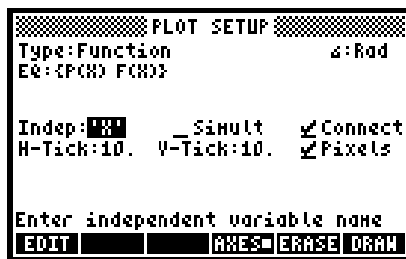 PLOT SETUP
Type:Function ∡:Rad
EQ:{P(X) F(X)}
Indep:'X' _Simult ✓Connect
H-Tick:10. V-Tick:10. ✓Pixels
Enter independent variable name
EDIT AXES▪ ERASE DRAW